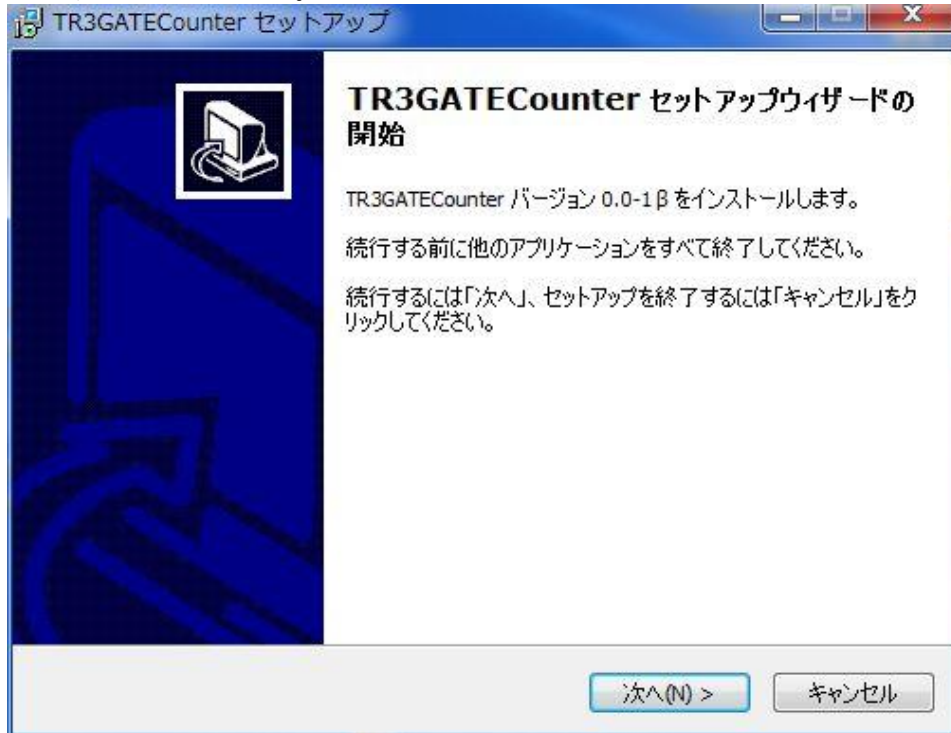 TR3GATECounter セットアップ
TR3GATECounter セットアップウィザードの
開始
TR3GATECounter バージョン 0.0-1β をインストールします。
続行する前に他のアプリケーションをすべて終了してください。
続行するには「次へ」、セットアップを終了するには「キャンセル」をク
リックしてください。
次へ(N) >
キャンセル